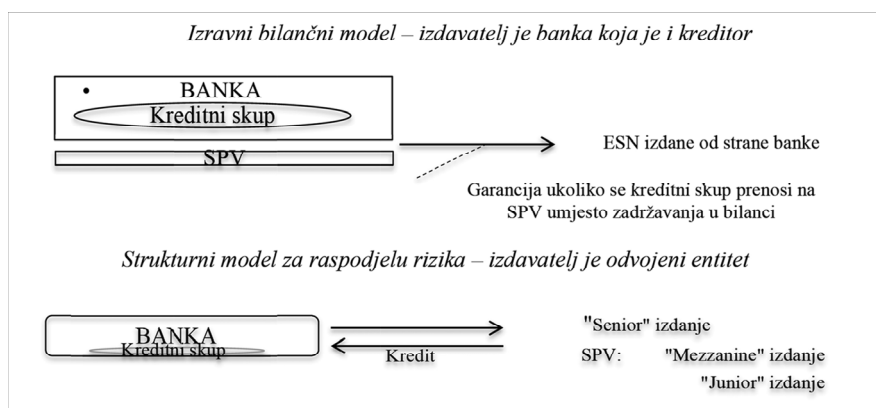 Izravni bilančni model – izdavatelj je banka koja je i kreditor
• BANKA
Kreditni skup
SPV
ESN izdane od strane banke
Garancija ukoliko se kreditni skup prenosi na
SPV umjesto zadržavanja u bilanci
Strukturni model za raspodjelu rizika – izdavatelj je odvojeni entitet
BANKA
Kreditni skup
Kredit
"Senior" izdanje
SPV: "Mezzanine" izdanje
"Junior" izdanje